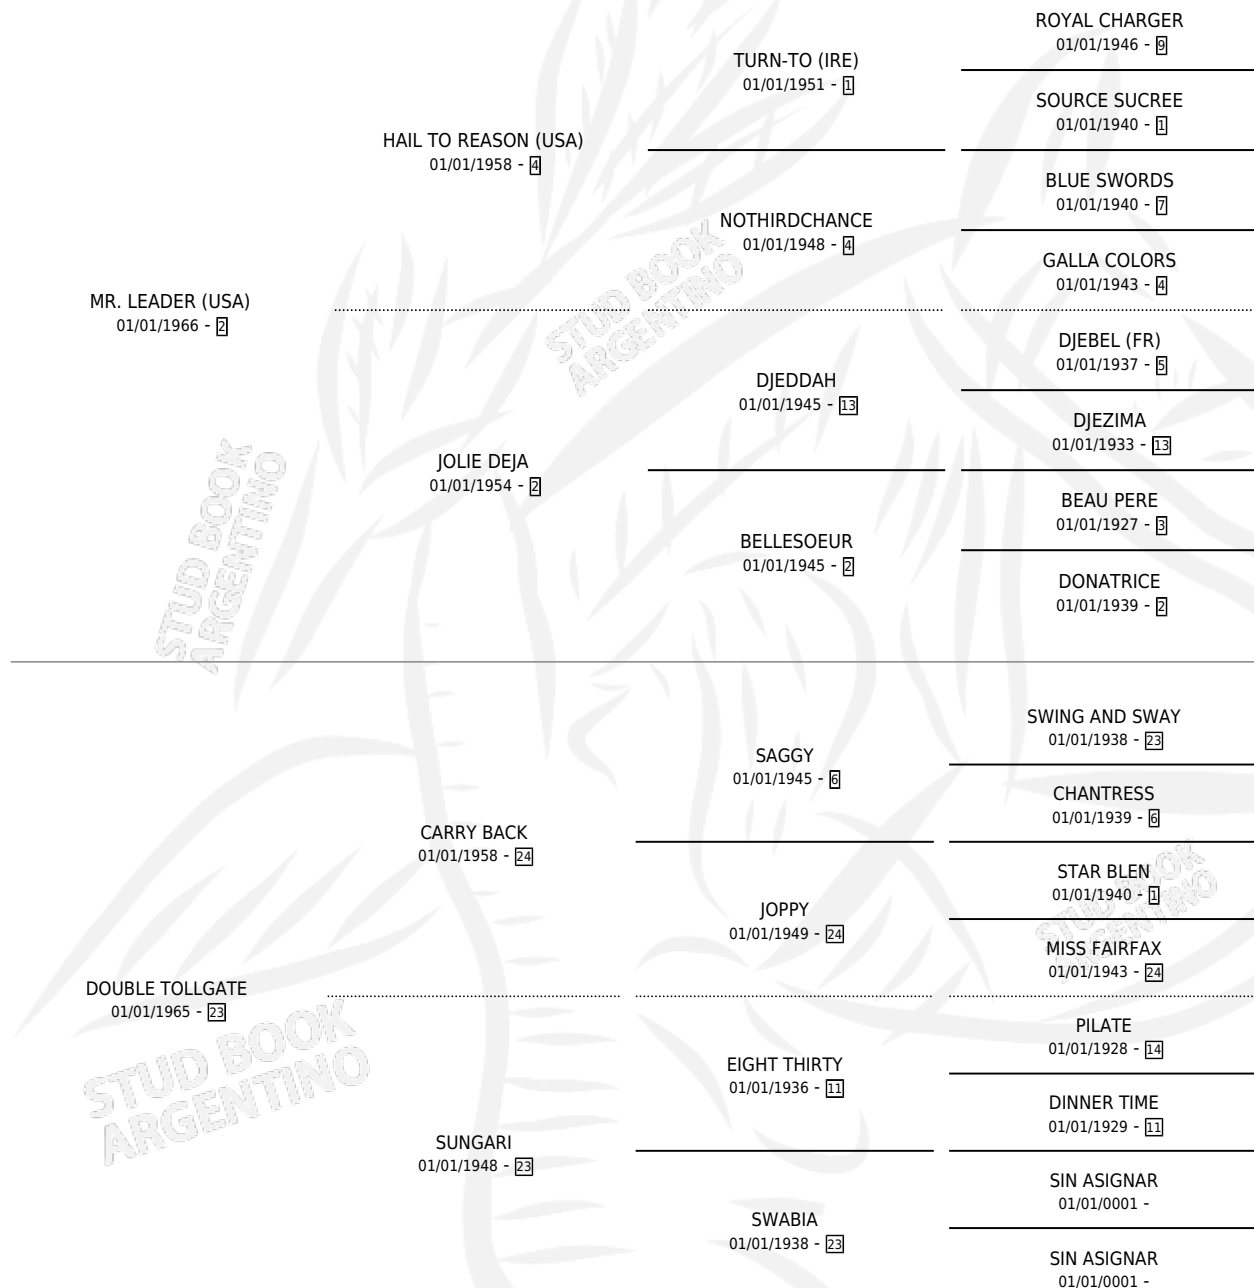 MR. LEADER (USA)
01/01/1966 - 2
HAIL TO REASON (USA)
01/01/1958 - 4
TURN-TO (IRE)
01/01/1951 - 1
ROYAL CHARGER
01/01/1946 - 9
SOURCE SUCREE
01/01/1940 - 1
NOTHIRDCHANCE
01/01/1948 - 4
BLUE SWORDS
01/01/1940 - 7
GALLA COLORS
01/01/1943 - 4
JOLIE DEJA
01/01/1954 - 2
DJEDDAH
01/01/1945 - 13
DJEBEL (FR)
01/01/1937 - 5
DJEZIMA
01/01/1933 - 13
BELLESOEUR
01/01/1945 - 2
BEAU PERE
01/01/1927 - 3
DONATRICE
01/01/1939 - 2
DOUBLE TOLLGATE
01/01/1965 - 23
CARRY BACK
01/01/1958 - 24
SAGGY
01/01/1945 - 6
SWING AND SWAY
01/01/1938 - 23
CHANTRESS
01/01/1939 - 6
JOPPY
01/01/1949 - 24
STAR BLEN
01/01/1940 - 1
MISS FAIRFAX
01/01/1943 - 24
SUNGARI
01/01/1948 - 23
EIGHT THIRTY
01/01/1936 - 11
PILATE
01/01/1928 - 14
DINNER TIME
01/01/1929 - 11
SWABIA
01/01/1938 - 23
SIN ASIGNAR
01/01/0001 -
SIN ASIGNAR
01/01/0001 -
STUD BOOK
ARGENTINO
STUD BOOK
ARGENTINO
STUD BOOK
ARGENTINO
STUD BOOK
ARGENTINO